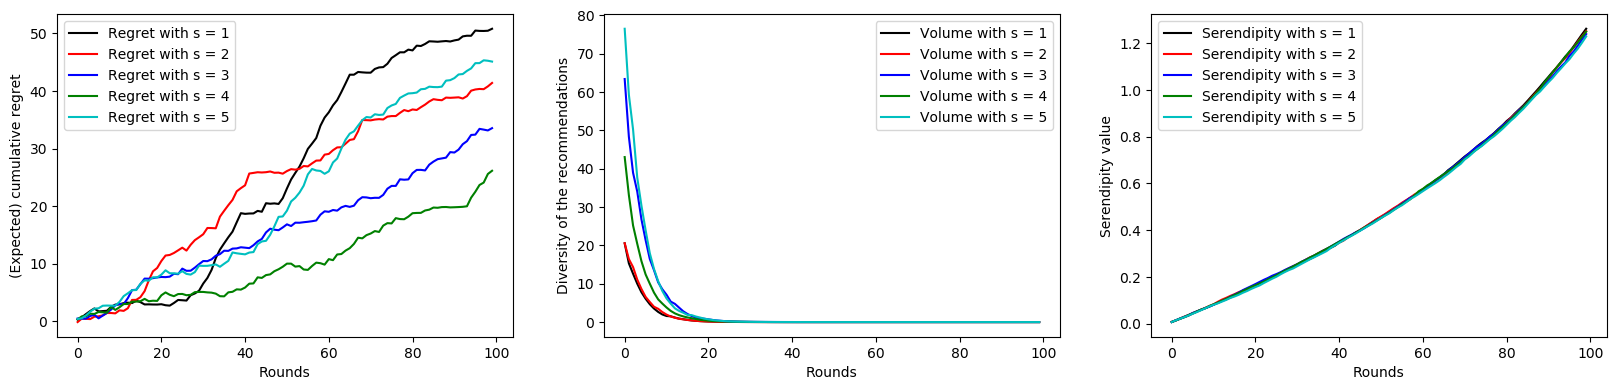 (Expected) cumulative regret
50
40
30
20
10
0
Regret with s = 1
Regret with s = 2
Regret with s = 3
Regret with s = 4
Regret with s = 5
0 20 40 60 80 100
Rounds
Diversity of the recommendations
80
70
60
50
40
30
20
10
0
Volume with s = 1
Volume with s = 2
Volume with s = 3
Volume with s = 4
Volume with s = 5
0 20 40 60 80 100
Rounds
Serendipity value
1.2
1.0
0.8
0.6
0.4
0.2
0.0
Serendipity with s = 1
Serendipity with s = 2
Serendipity with s = 3
Serendipity with s = 4
Serendipity with s = 5
0 20 40 60 80 100
Rounds